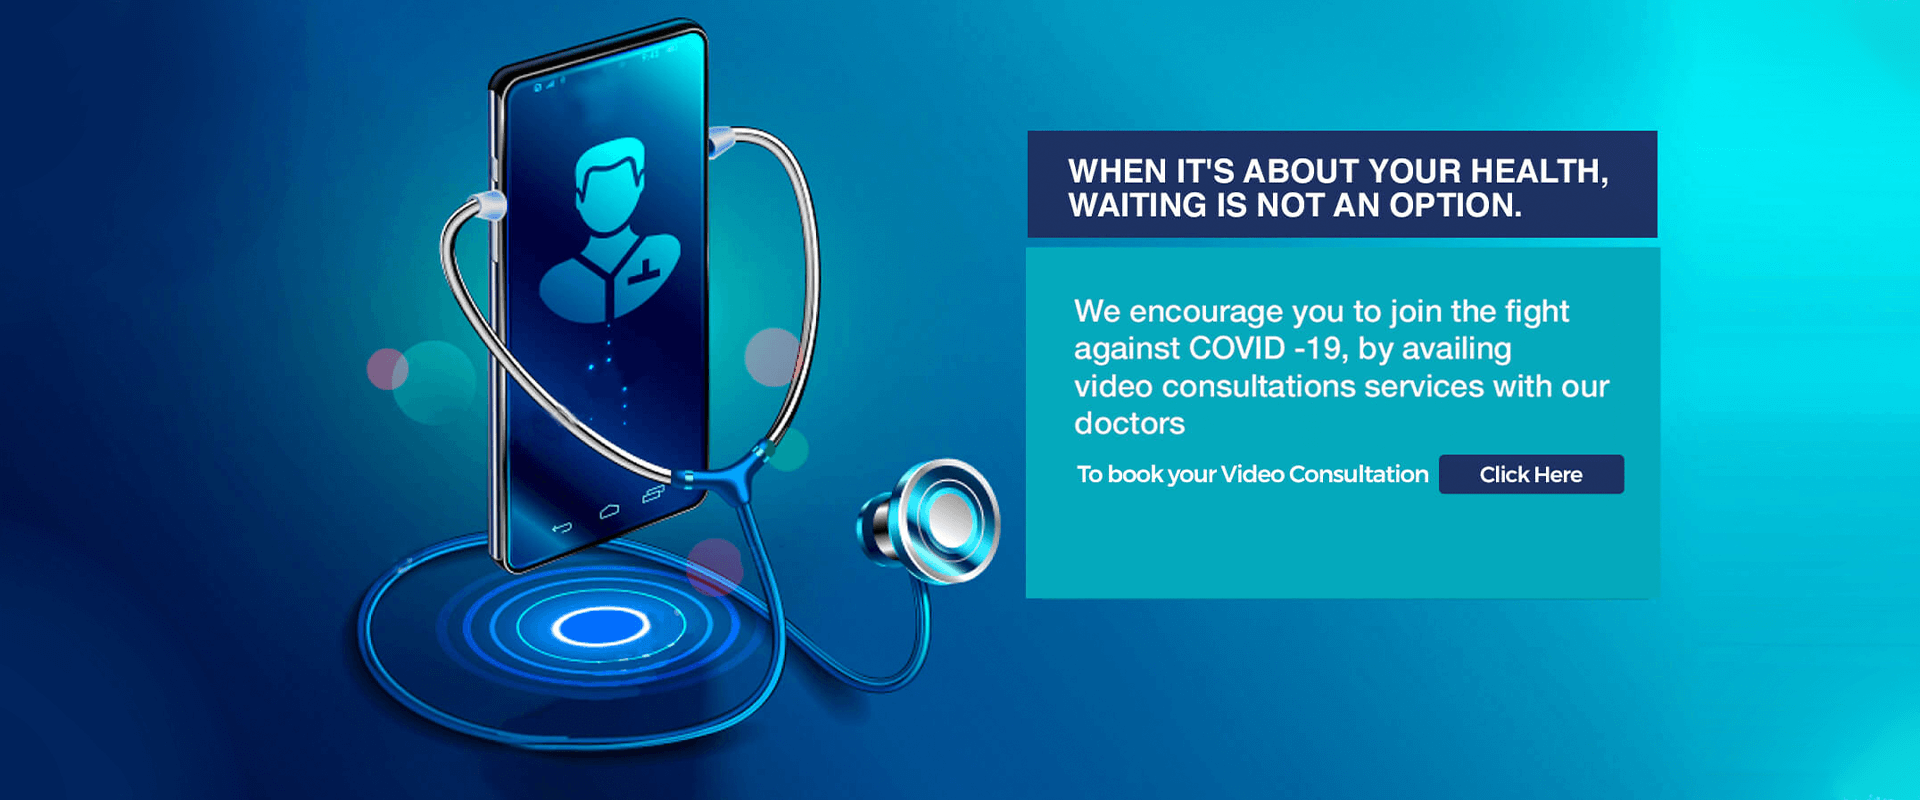 WHEN IT'S ABOUT YOUR HEALTH,
WAITING IS NOT AN OPTION.
We encourage you to join the fight
against COVID -19, by availing
video consultations services with our
doctors
To book your Video Consultation Click Here